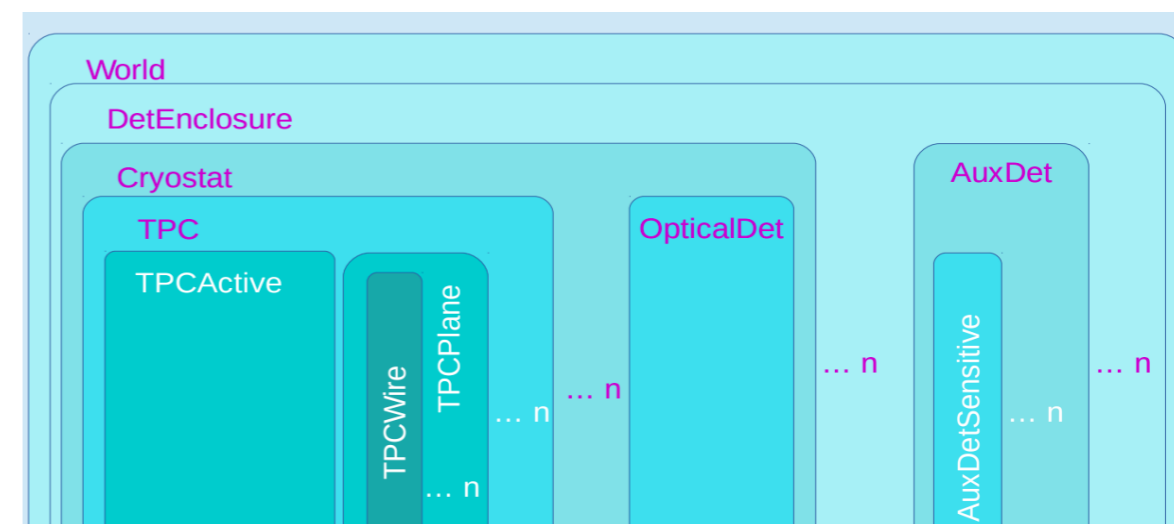 World
DetEnclosure
Cryostat
AuxDet
TPC
OpticalDet
TPCActive
TPCPlane
TPCWire
AuxDetSensitive
... n
... n
... n
... n
... n
... n